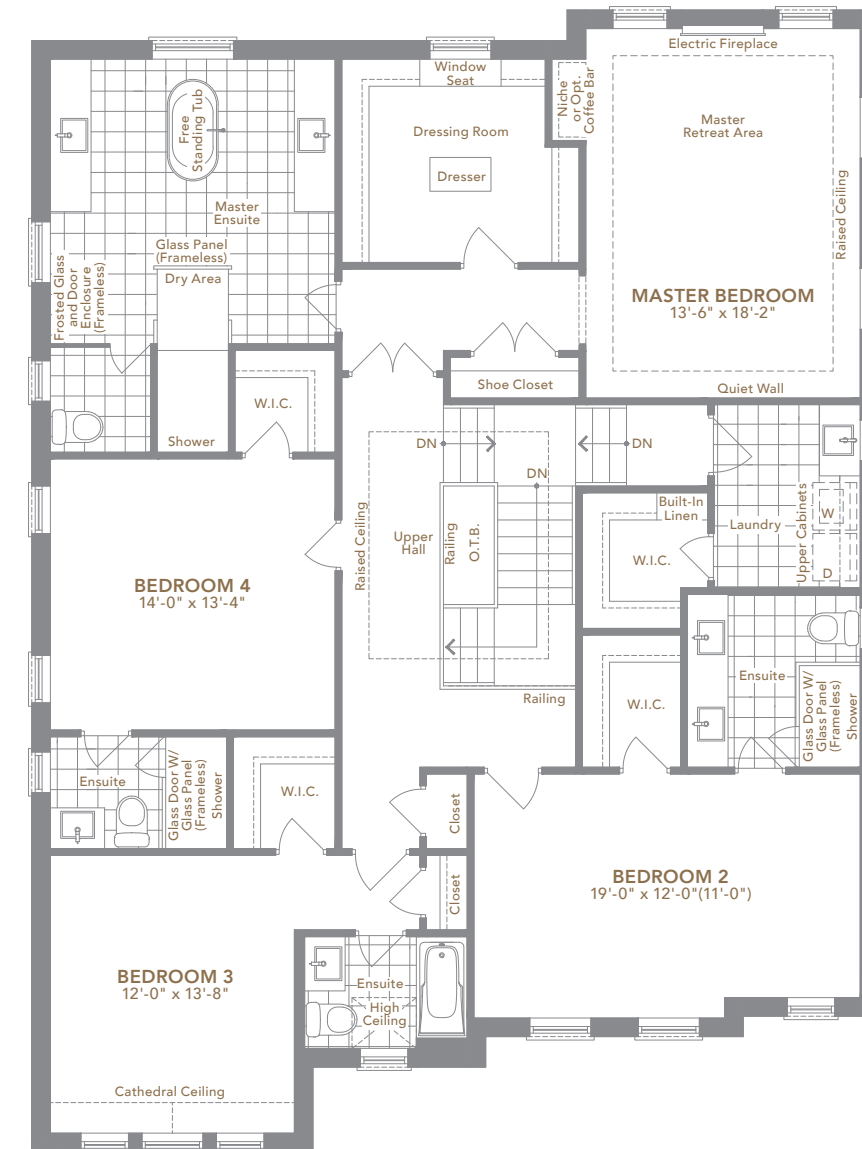 Electric Fireplace
Window
Seat
Niche
or Opt.
Coffee Bar
Free
Standing Tub
Dressing Room
Master
Retreat Area
Dresser
Master
Ensuite
Raised Ceiling
Glass Panel
(Frameless)
Dry Area
Frosted Glass
and Door
Enclosure
(Frameless)
MASTER BEDROOM
13'-6" x 18'-2"
Shoe Closet
Quiet Wall
W.I.C.
Shower
DN
DN
DN
Raised Ceiling
Upper
Hall
Railing
O.T.B.
Built-In
Linen
W.I.C.
Laundry
Upper Cabinets
W
D
BEDROOM 4
14'-0" x 13'-4"
Railing
W.I.C.
Ensuite
Glass Door W/
Glass Panel
(Frameless)
Shower
Ensuite
Glass Door W/
Glass Panel
(Frameless)
Shower
W.I.C.
Closet
Closet
BEDROOM 2
19'-0" x 12'-0"(11'-0")
BEDROOM 3
12'-0" x 13'-8"
Ensuite
High
Ceiling
Cathedral Ceiling